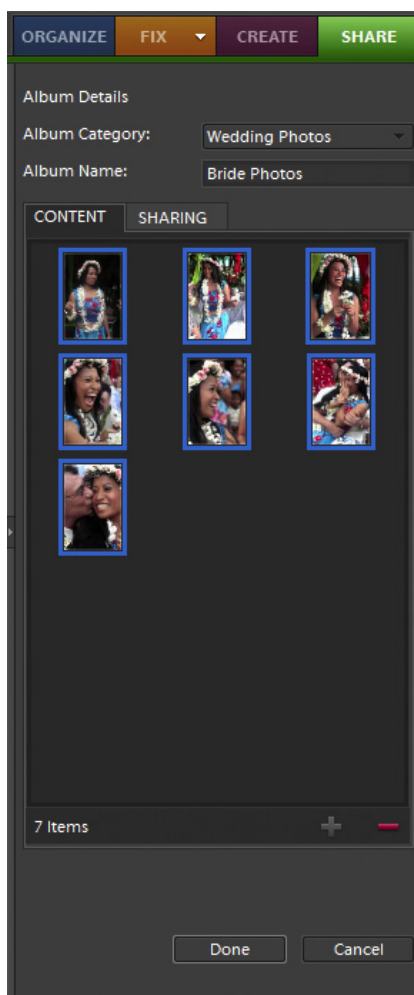 ORGANIZE FIX CREATE SHARE
Album Details
Album Category: Wedding Photos
Album Name: Bride Photos
CONTENT SHARING
7 Items
Done Cancel